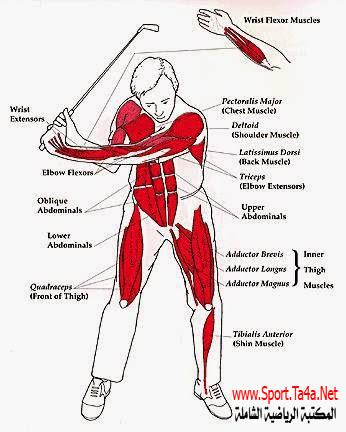 Wrist Flexor Muscles
Wrist
Extensors
Pectoralis Major
(Chest Muscle)
Deltoid
(Shoulder Muscle)
Latissimus Dorsi
(Back Muscle)
Elbow Flexors
Triceps
(Elbow Extensors)
Oblique
Abdominals
Upper
Abdominals
Lower
Abdominals
Adductor Brevis
Adductor Longus
Adductor Magnus
Inner
Thigh
Muscles
Quadraceps
(Front of Thigh)
Tibialis Anterior
(Shin Muscle)
www.Sport.Ta4a.Net
المكتبة الرياضية الشاملة